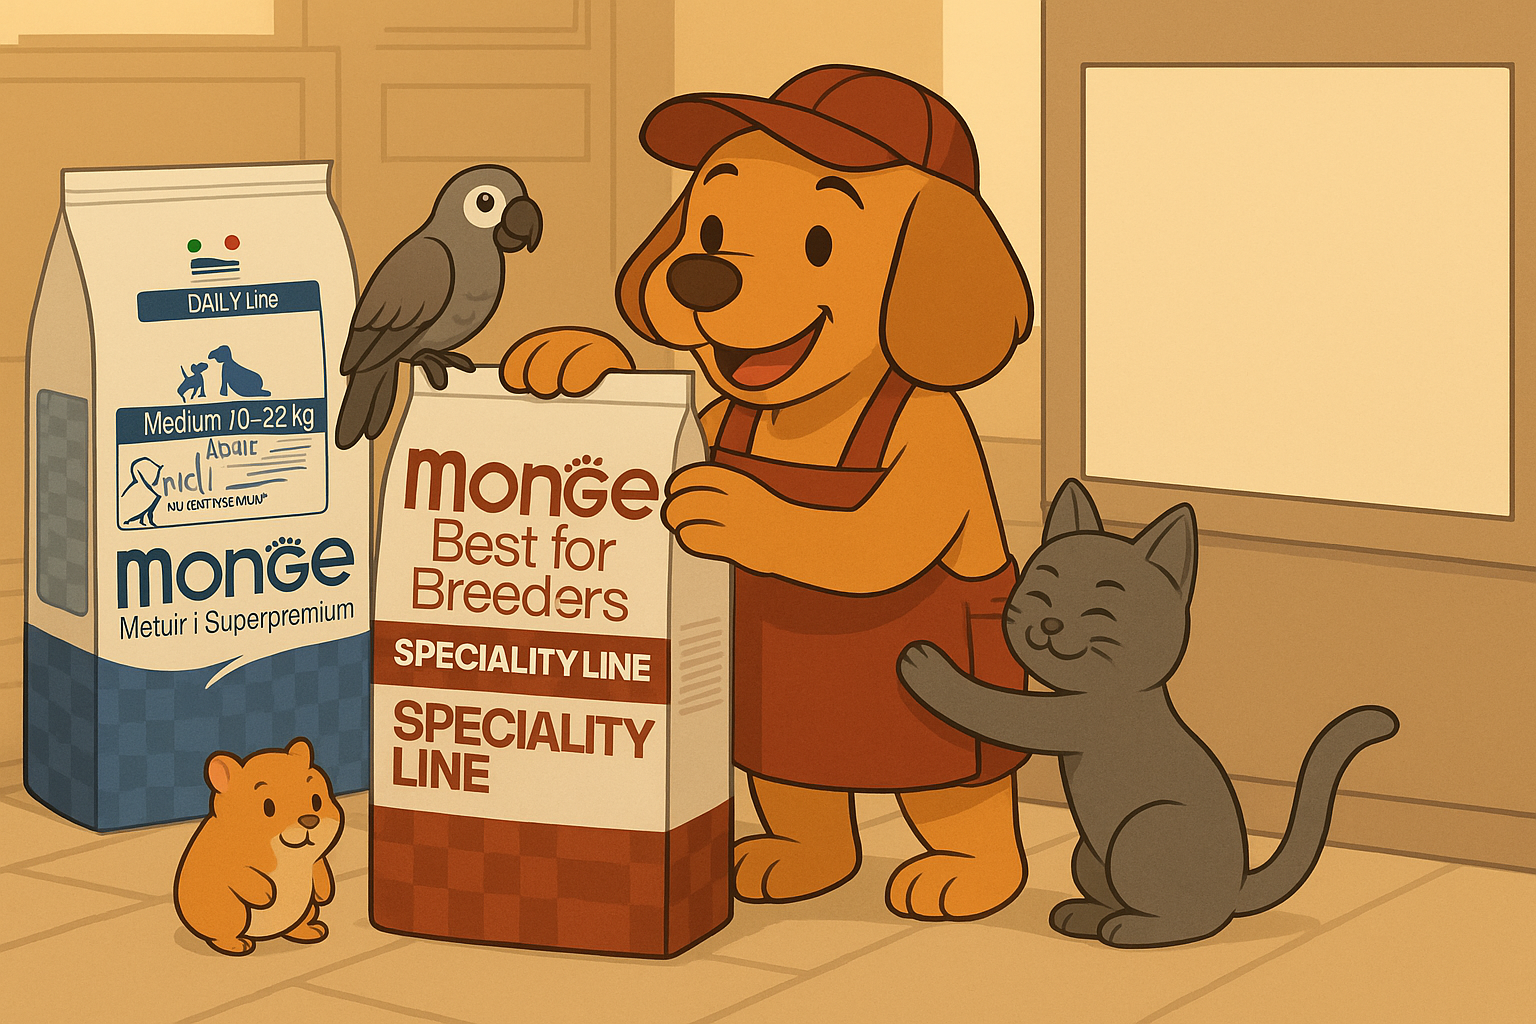 DAILY Line
Medium 10–22 kg
Abair
nıcl ı
NU CENTYSE MUN
monGe
Metuir i Superpremium
monGe
Best for
Breeders
SPECIALITY LINE
SPECIALITY
LINE